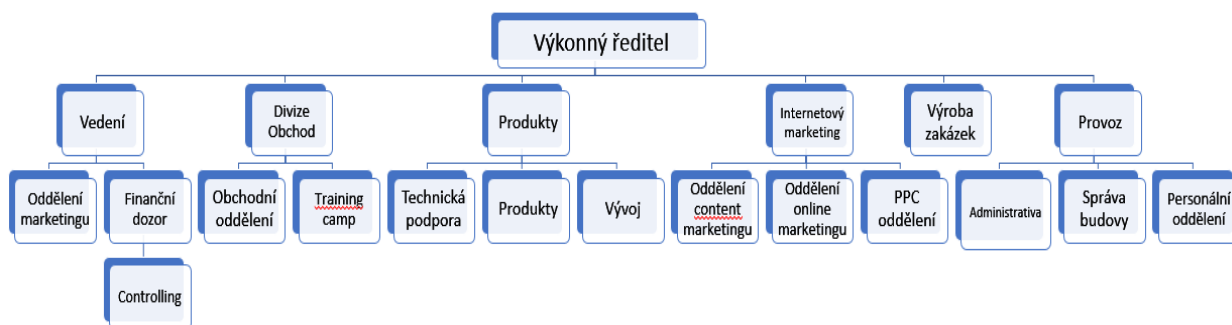 Výkonný ředitel
Vedení
Divize
Obchod
Produkty
Internetový
marketing
Výroba
zakázek
Provoz
Oddělení
marketingu
Finanční
dozor
Obchodní
oddělení
Training
camp
Technická
podpora
Produkty
Vývoj
Oddělení
content
marketingu
Oddělení
online
marketingu
PPC
oddělení
Administrativa
Správa
budovy
Personální
oddělení
Controlling